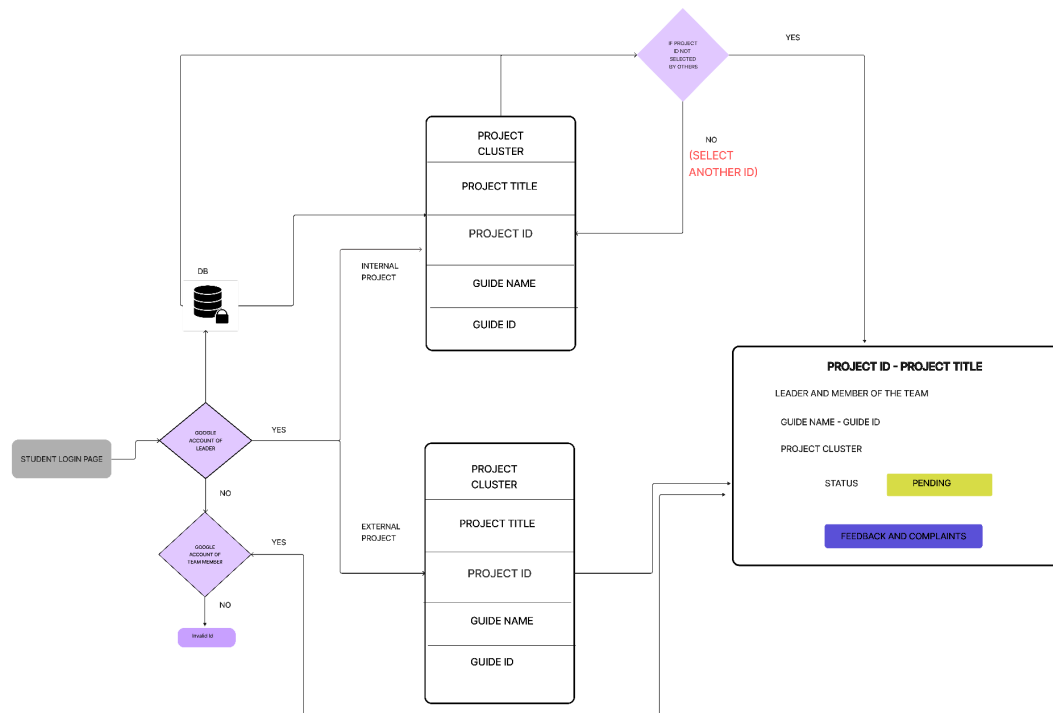 IF PROJECT
ID NOT
SELECTED
BY OTHERS
YES
NO
(SELECT
ANOTHER ID)
PROJECT
CLUSTER
PROJECT TITLE
PROJECT ID
GUIDE NAME
GUIDE ID
INTERNAL
PROJECT
DB
GOOGLE
ACCOUNT OF
LEADER
YES
STUDENT LOGIN PAGE
NO
GOOGLE
ACCOUNT OF
TEAM MEMBER
YES
NO
Invalid Id
EXTERNAL
PROJECT
PROJECT
CLUSTER
PROJECT TITLE
PROJECT ID
GUIDE NAME
GUIDE ID
PROJECT ID - PROJECT TITLE
LEADER AND MEMBER OF THE TEAM
GUIDE NAME - GUIDE ID
PROJECT CLUSTER
STATUS
PENDING
FEEDBACK AND COMPLAINTS